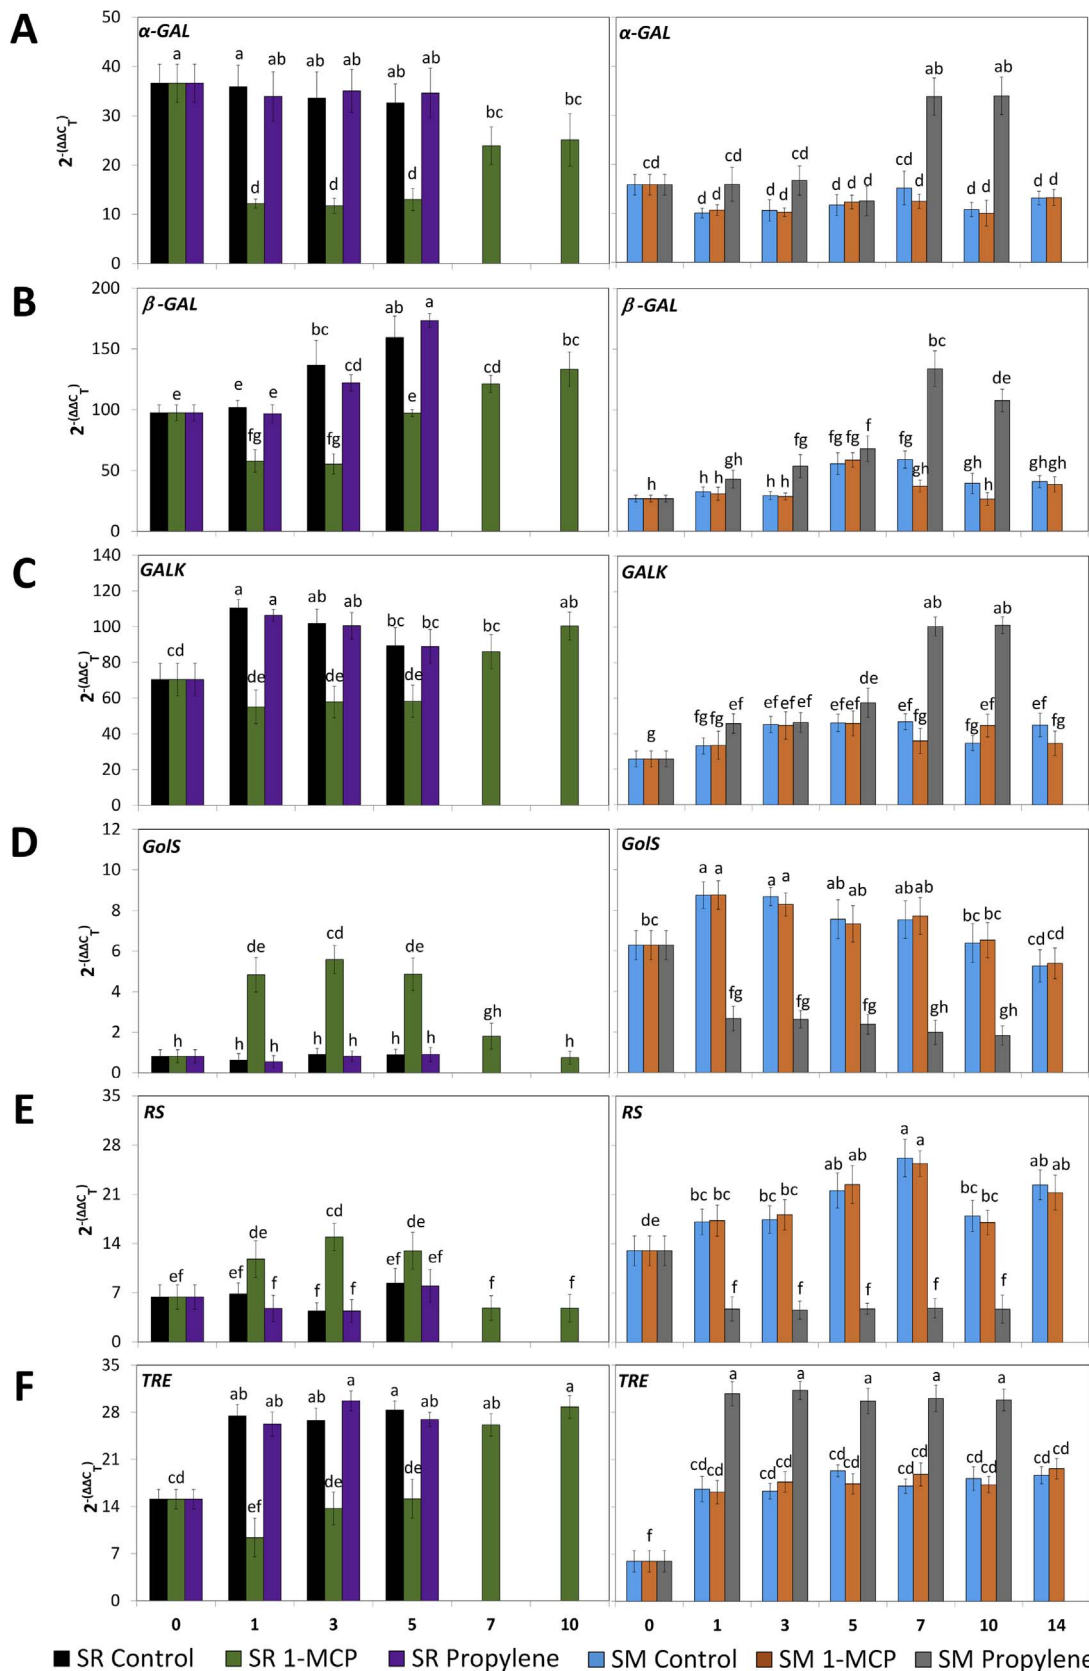 A
50
40
30
20
10
0
2-(ΔΔCT)
α-GAL
a
a
ab
ab
ab
ab
ab
bc
bc
d
d
d
α-GAL
cd
d
d
cd
d
d
cd
d
d
d
cd
d
ab
d
d
ab
d
d
B
200
150
100
50
0
2-(ΔΔCT)
β-GAL
e
e
fg
e
bc
fg
cd
ab
e
a
cd
bc
β-GAL
h
h
h
gh
h
h
fg
fg
fg
f
fg
gh
bc
gh
h
de
gh
gh
C
140
120
100
80
60
40
20
0
2-(ΔΔCT)
GALK
cd
a
de
a
ab
de
ab
bc
de
bc
bc
ab
GALK
g
fg
fg
ef
ef
ef
ef
ef
ef
de
ef
fg
ab
fg
ef
ab
ef
fg
D
12
10
8
6
4
2
0
2-(ΔΔCT)
GolS
h
h
de
h
h
cd
h
h
de
h
gh
h
GolS
bc
a
a
fg
a
a
fg
ab
ab
fg
ab
ab
gh
bc
bc
gh
cd
cd
E
35
28
21
14
7
0
2-(ΔΔCT)
RS
ef
ef
de
f
f
cd
f
ef
de
ef
f
f
RS
de
bc
bc
f
bc
bc
f
ab
ab
f
a
a
f
bc
bc
f
ab
ab
F
35
28
21
14
7
0
2-(ΔΔCT)
TRE
cd
ab
ef
ab
ab
de
a
a
de
ab
ab
a
TRE
f
cd
cd
a
cd
cd
a
cd
cd
a
cd
cd
a
cd
cd
a
cd
cd
0 1 3 5 7 10
0 1 3 5 7 10 14
SR Control SR 1-MCP SR Propylene SM Control SM 1-MCP SM Propylene